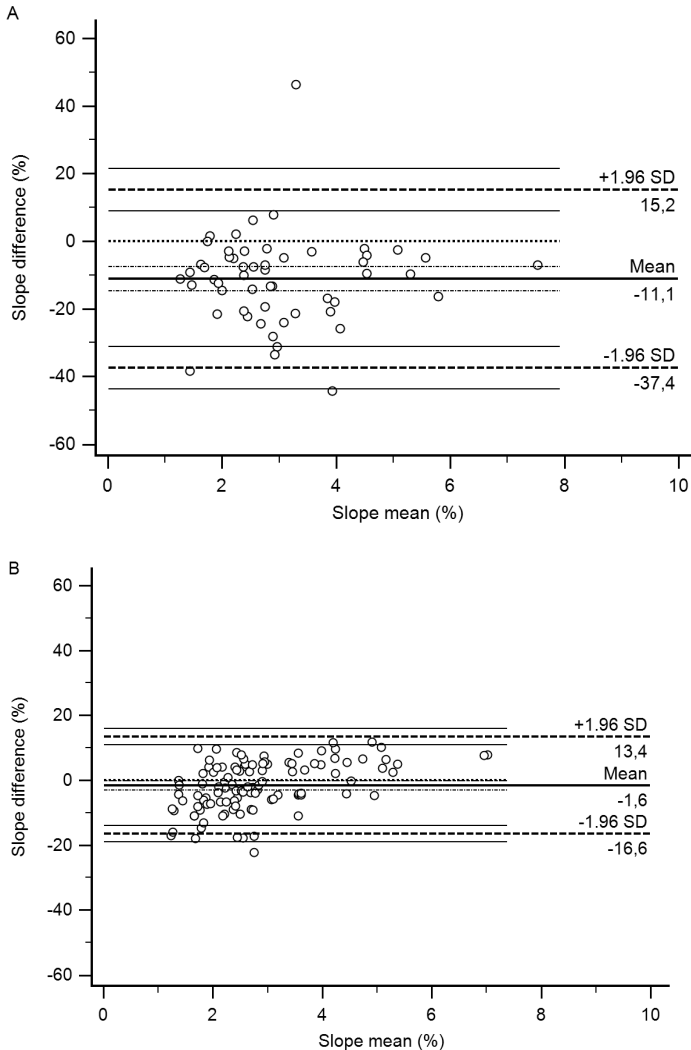 A
60
40
20
0
-20
-40
-60
Slope difference (%)
+1.96 SD
15,2
Mean
-11,1
-1.96 SD
-37,4
0 2 4 6 8 10
Slope mean (%)
B
60
40
20
0
-20
-40
-60
Slope difference (%)
+1.96 SD
13,4
Mean
-1,6
-1.96 SD
-16,6
0 2 4 6 8 10
Slope mean (%)